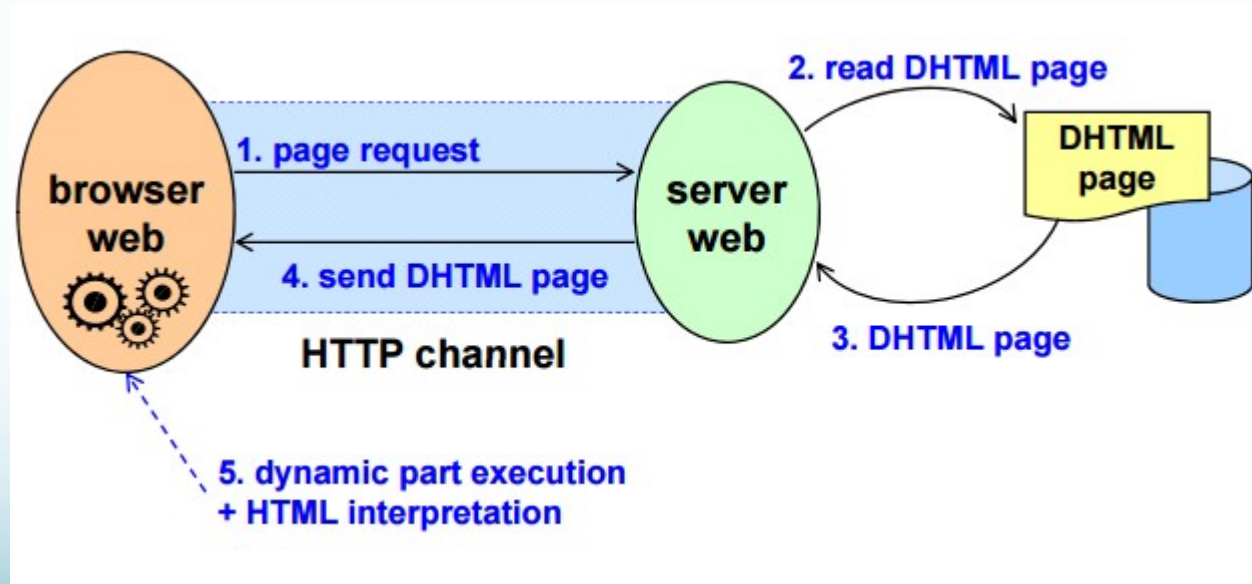 2. read DHTML page
1. page request
browser
web
server
web
DHTML
page
4. send DHTML page
HTTP channel
3. DHTML page
5. dynamic part execution
+ HTML interpretation